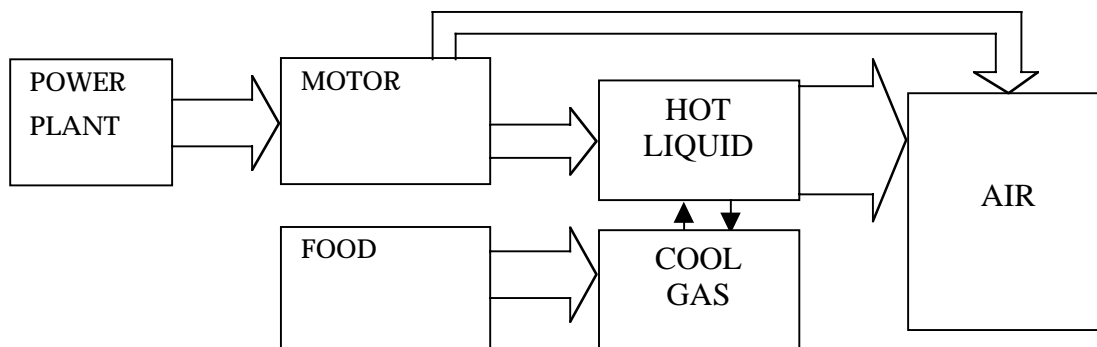 POWER
PLANT
MOTOR
HOT
LIQUID
AIR
FOOD
COOL
GAS